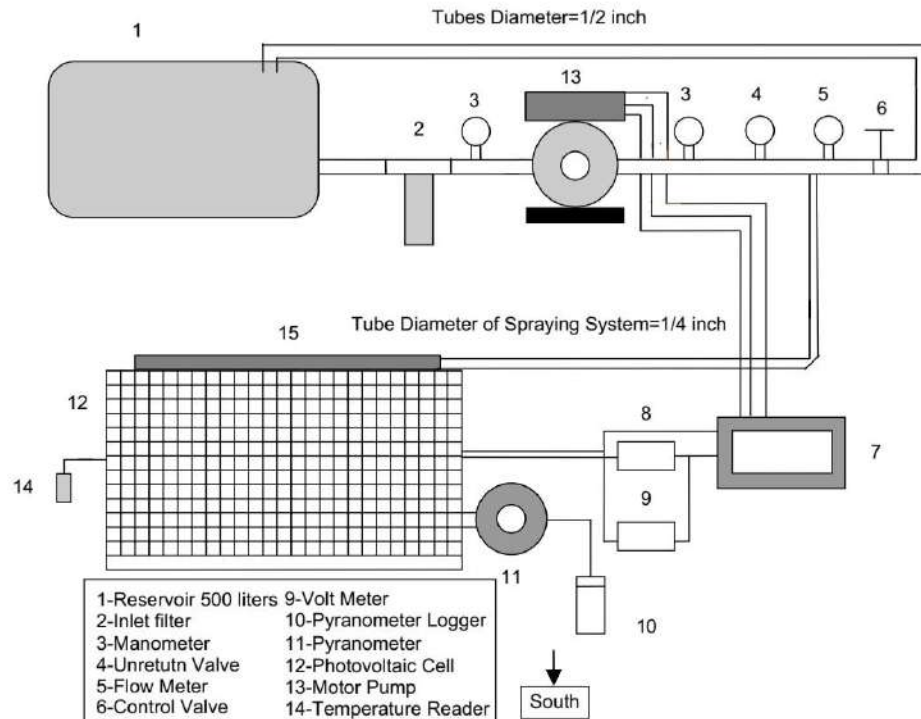 Tubes Diameter=1/2 inch
1
13
3
3
4
5
6
2
Tube Diameter of Spraying System=1/4 inch
15
12
8
7
14
9
11
10
1-Reservoir 500 liters 9-Volt Meter
2-Inlet filter 10-Pyranometer Logger
3-Manometer 11-Pyranometer
4-Unretutn Valve 12-Photovoltaic Cell
5-Flow Meter 13-Motor Pump
6-Control Valve 14-Temperature Reader
South